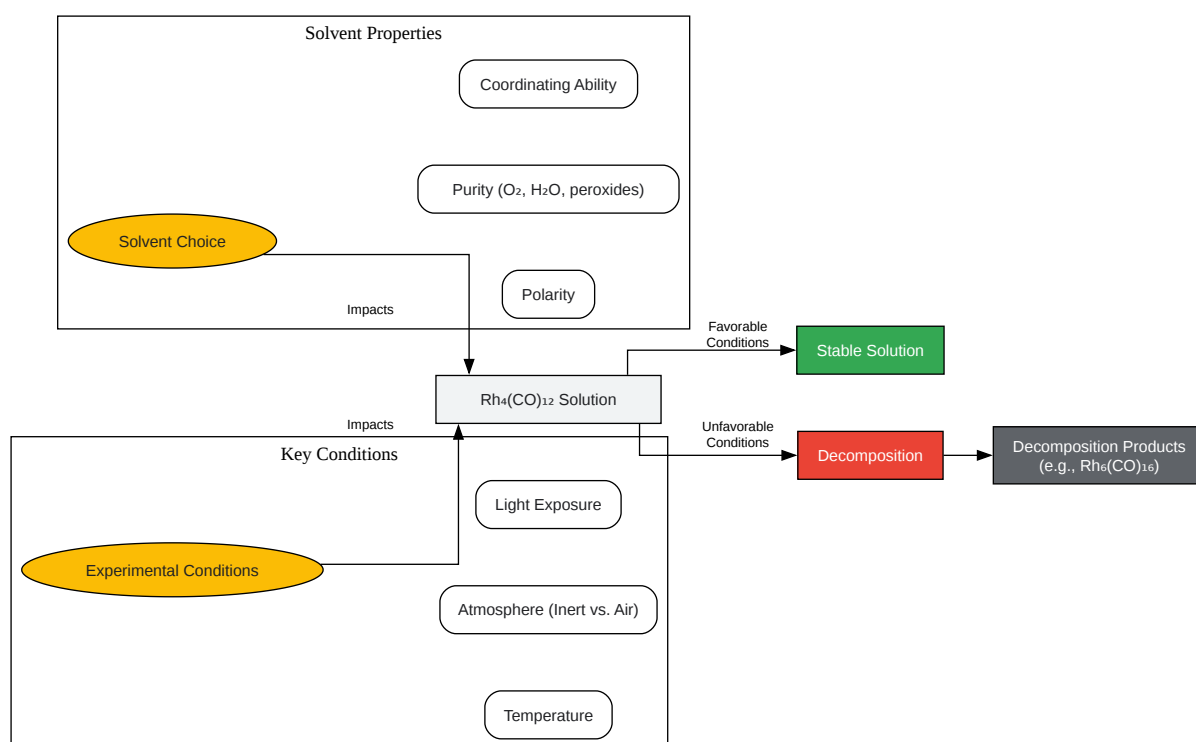 Solvent Properties
Coordinating Ability
Purity (O₂, H₂O, peroxides)
Solvent Choice
Polarity
Impacts
Favorable
Conditions
Stable Solution
Rh₄(CO)₁₂ Solution
Impacts
Unfavorable
Conditions
Decomposition
Decomposition Products
(e.g., Rh₆(CO)₁₆)
Key Conditions
Light Exposure
Experimental Conditions
Atmosphere (Inert vs. Air)
Temperature